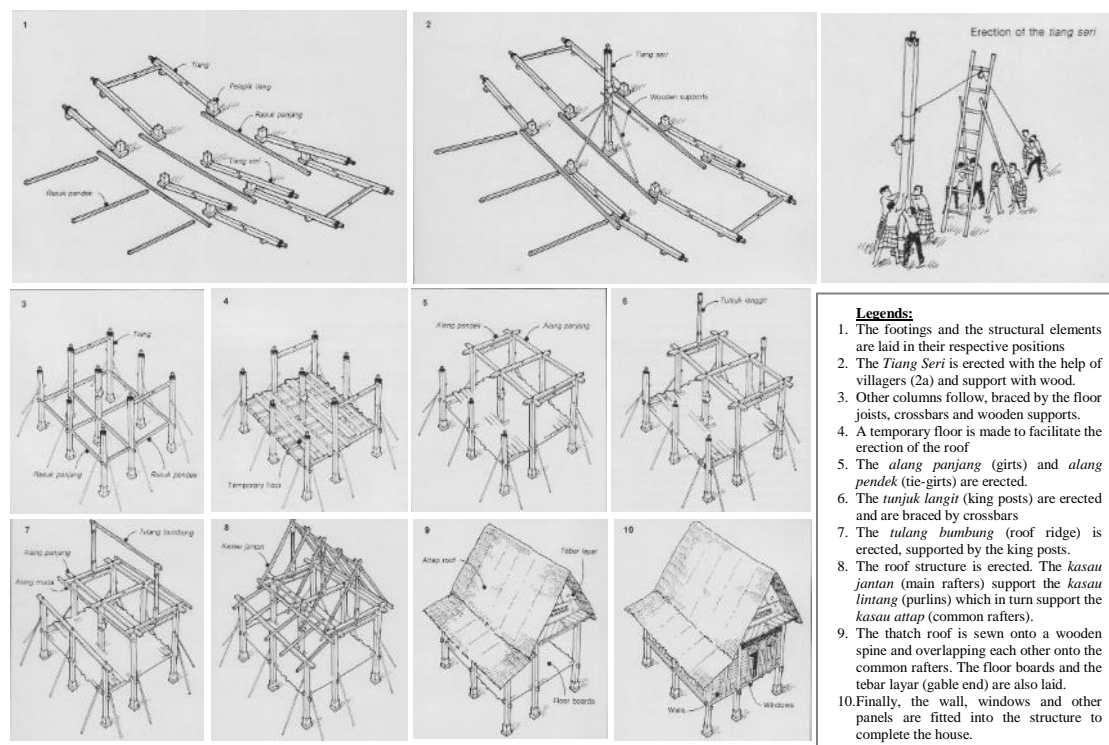 1
Tiang
Pelapik tiang
Rasuk panjang
Tiang seri
Rasuk pendek
2
Tiang seri
Wooden supports
Erection of the tiang seri
3
Tiang
Rasuk panjang
Rasuk pendek
4
Temporary floor
5
Alang pendek
Alang panjang
6
Tunjuk langit
7
Tulang bumbung
Alang panjang
Alang muda
8
Kasau jantan
9
Attap roof
Tebar layar
Floor boards
10
Walls
Windows
Legends:
1. The footings and the structural elements
are laid in their respective positions
2. The Tiang Seri is erected with the help of
villagers (2a) and support with wood.
3. Other columns follow, braced by the floor
joists, crossbars and wooden supports.
4. A temporary floor is made to facilitate the
erection of the roof
5. The alang panjang (girts) and alang
pendek (tie-girts) are erected.
6. The tunjuk langit (king posts) are erected
and are braced by crossbars
7. The tulang bumbung (roof ridge) is
erected, supported by the king posts.
8. The roof structure is erected. The kasau
jantan (main rafters) support the kasau
lintang (purlins) which in turn support the
kasau attap (common rafters).
9. The thatch roof is sewn onto a wooden
spine and overlapping each other onto the
common rafters. The floor boards and the
tebar layar (gable end) are also laid.
10.Finally, the wall, windows and other
panels are fitted into the structure to
complete the house.